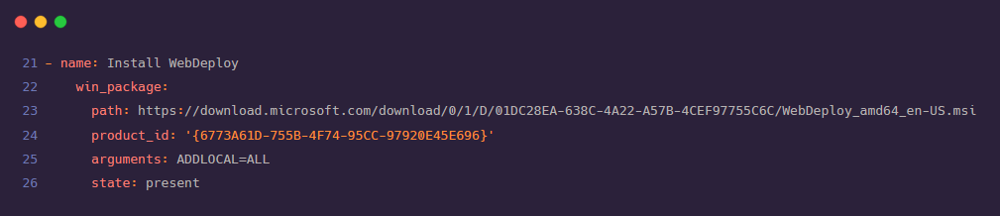 21 - name: Install WebDeploy
22     win_package:
23       path: https://download.microsoft.com/download/0/1/D/01DC28EA-638C-4A22-A57B-4CEF97755C6C/WebDeploy_amd64_en-US.msi
24       product_id: '{6773A61D-755B-4F74-95CC-97920E45E696}'
25       arguments: ADDLOCAL=ALL
26       state: present